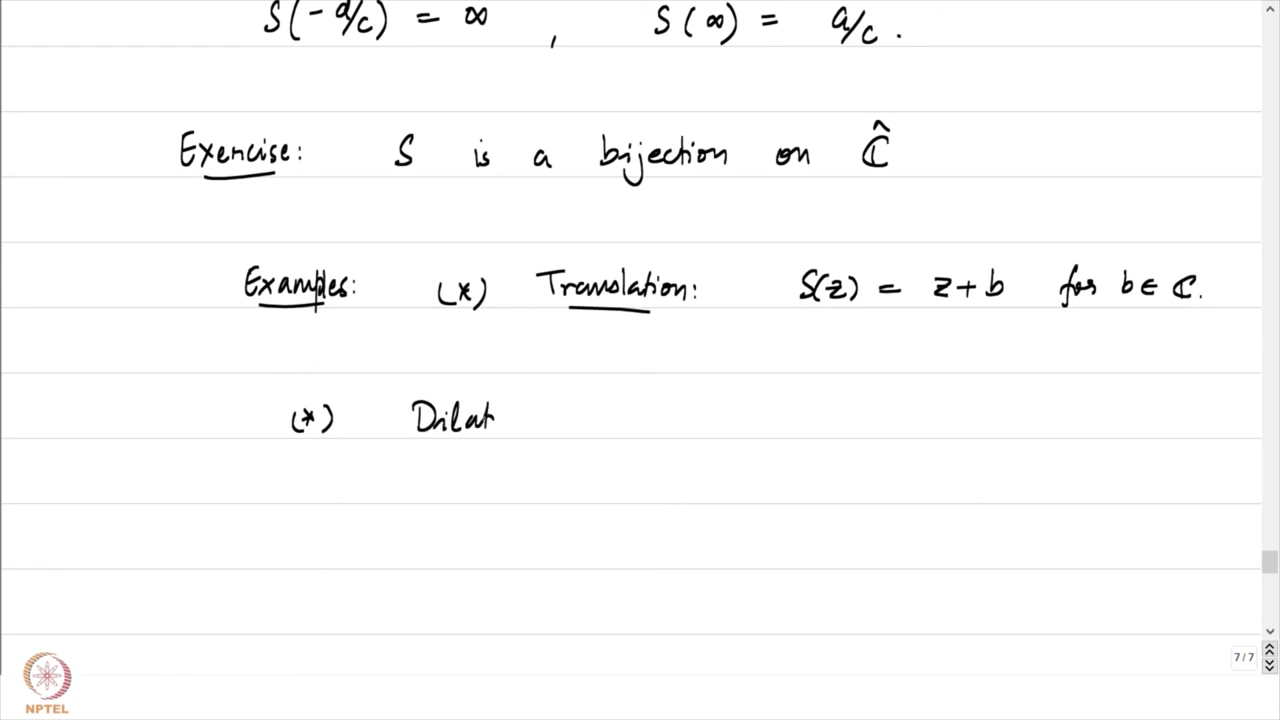 S(-d/c) = ∞ , S(∞) = a/c.
Exercise: S is a bijection on Ĉ
Examples: (*) Translation: S(z) = z+b for b∈ ℂ.
(*) Dilat
7/7
NPTEL